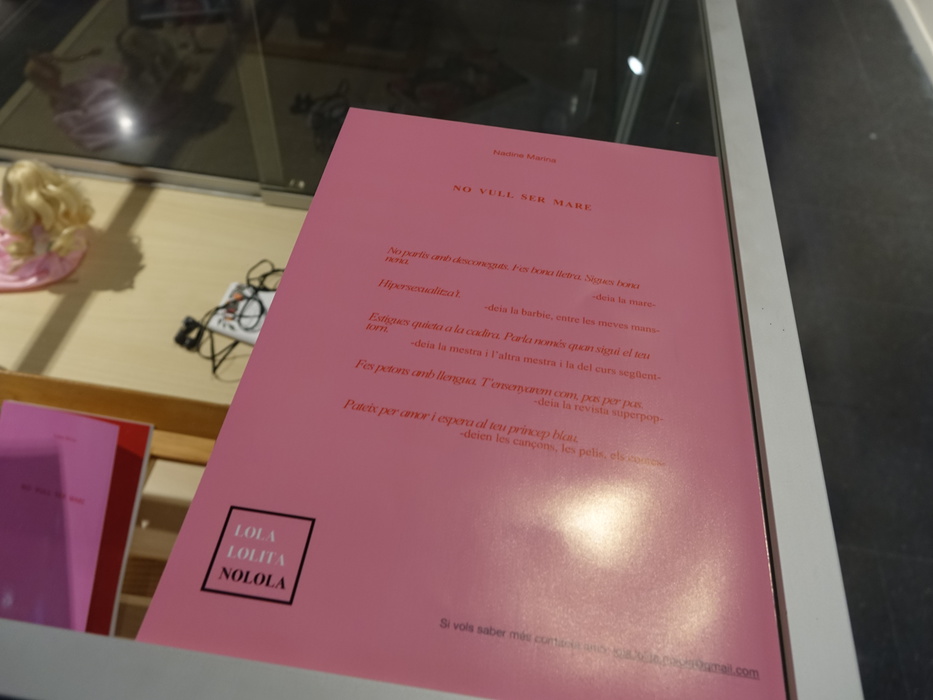 Nadine Marina
NO VULL SER MARE
No parlis amb desconeguts. Fes bona lletra. Sigues bona
nena.
-deia la mare-
Hipersexualitza't.
-deia la barbie, entre les meves mans-
Estigues quieta a la cadira. Parla només quan sigui el teu
torn.
-deia la mestra i l'altra mestra i la del curs següent-
Fes petons amb llengua. T'ensenyarem com, pas per pas.
-deia la revista superpop-
Pateix per amor i espera al teu príncep blau.
-deien les cançons, les pelis, els
LOLA
LOLITA
NOLOLA
Si vols saber més contacta amb: